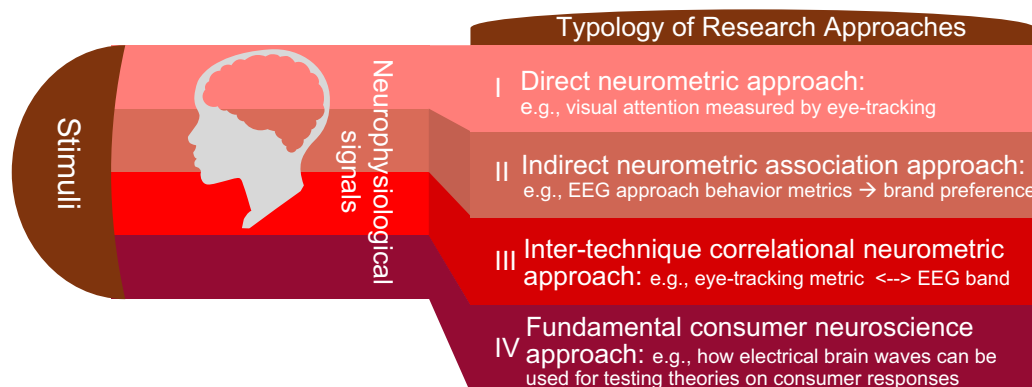 Typology of Research Approaches
Stimuli
Neurophysiological
signals
I Direct neurometric approach:
e.g., visual attention measured by eye-tracking
II Indirect neurometric association approach:
e.g., EEG approach behavior metrics → brand preference
III Inter-technique correlational neurometric
approach: e.g., eye-tracking metric <--> EEG band
IV Fundamental consumer neuroscience
approach: e.g., how electrical brain waves can be
used for testing theories on consumer responses